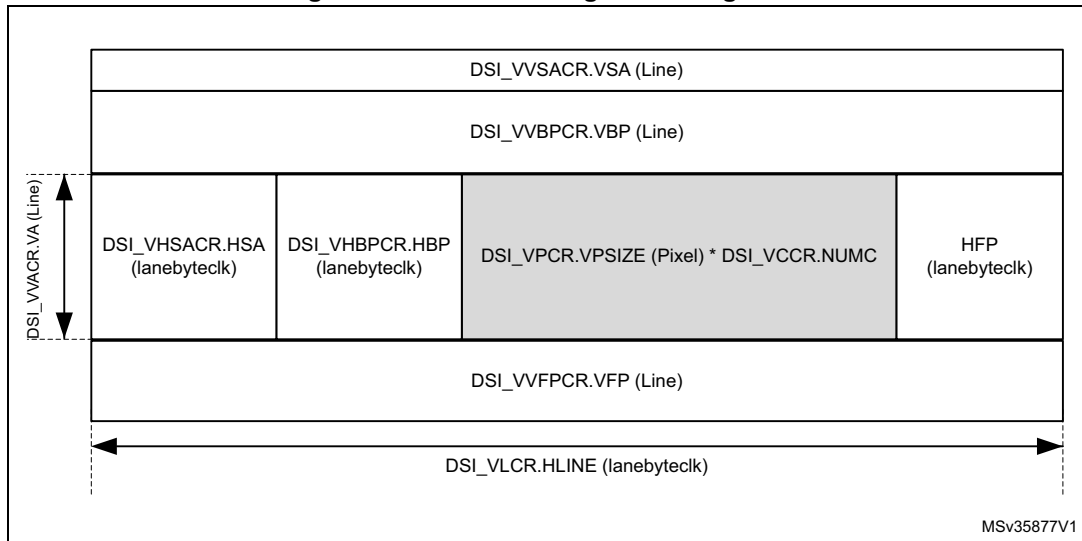 DSI_VVSACR.VSA (Line)
DSI_VVBPCR.VBP (Line)
DSI_VVACR.VA (Line)
DSI_VHSACR.HSA
(lanebyteclk)
DSI_VHBPCR.HBP
(lanebyteclk)
DSI_VPCR.VPSIZE (Pixel) * DSI_VCCR.NUMC
HFP
(lanebyteclk)
DSI_VVFPCR.VFP (Line)
DSI_VLCR.HLINE (lanebyteclk)
MSv35877V1